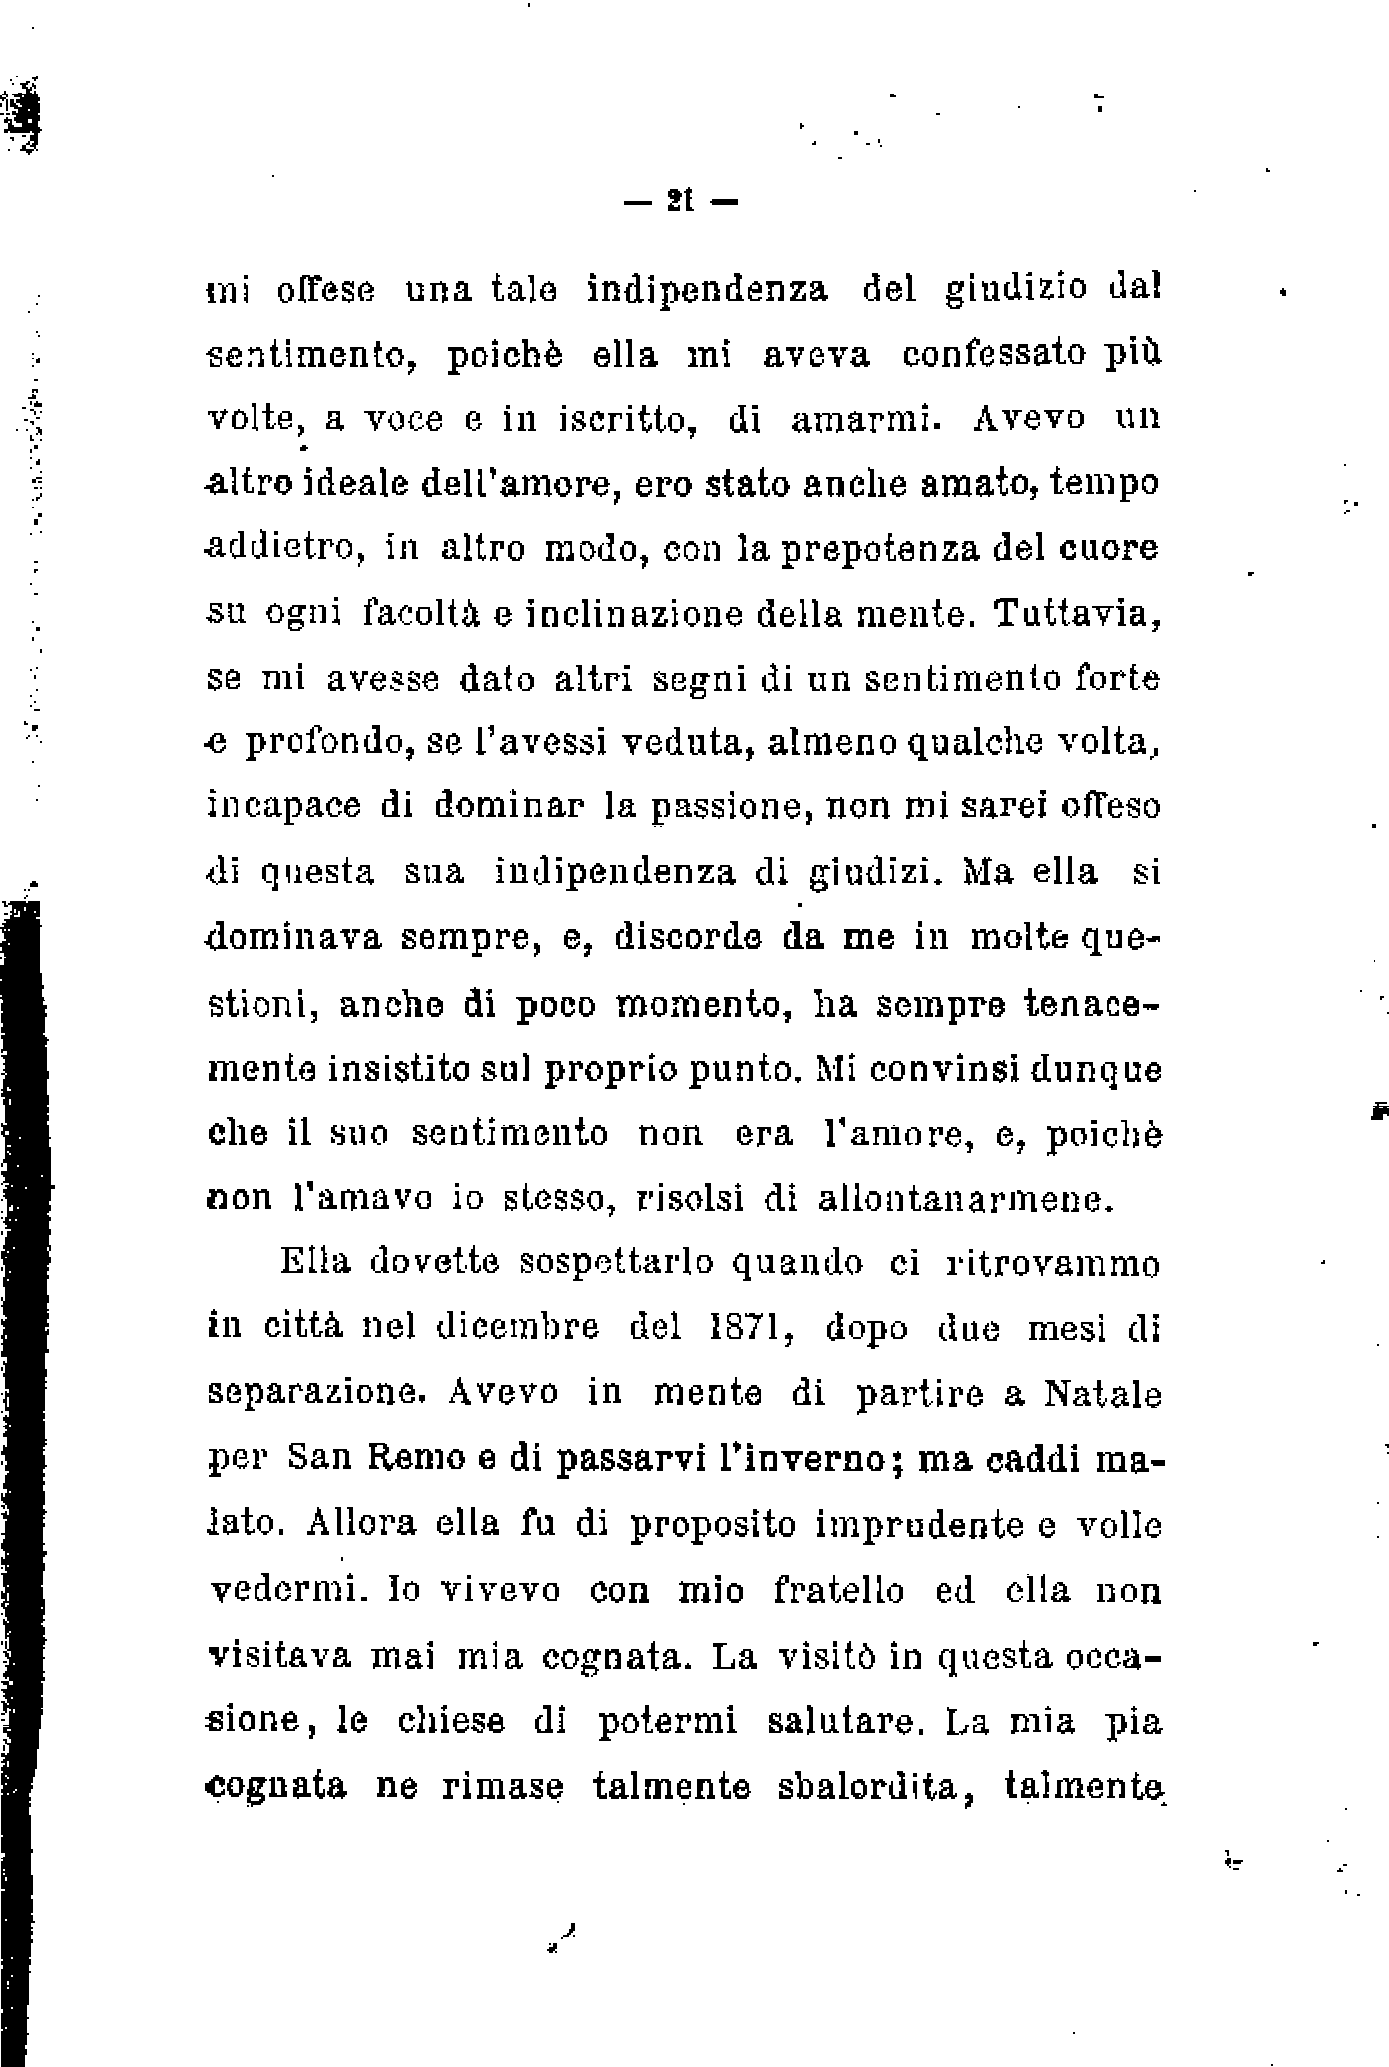 — 21 —
mi offese una tale indipendenza del giudizio dal
sentimento, poichè ella mi aveva confessato più
volte, a voce e in iscritto, di amarmi. Avevo un
altro ideale dell'amore, ero stato anche amato, tempo
addietro, in altro modo, con la prepotenza del cuore
su ogni facoltà e inclinazione della mente. Tuttavia,
se mi avesse dato altri segni di un sentimento forte
e profondo, se l'avessi veduta, almeno qualche volta,
incapace di dominar la passione, non mi sarei offeso
di questa sua indipendenza di giudizi. Ma ella si
dominava sempre, e, discorde da me in molte que-
stioni, anche di poco momento, ha sempre tenace-
mente insistito sul proprio punto. Mi convinsi dunque
che il suo sentimento non era l'amore, e, poichè
non l'amavo io stesso, risolsi di allontanarmene.
Ella dovette sospettarlo quando ci ritrovammo
in città nel dicembre del 1871, dopo due mesi di
separazione. Avevo in mente di partire a Natale
per San Remo e di passarvi l'inverno; ma caddi ma-
lato. Allora ella fu di proposito imprudente e volle
vedermi. Io vivevo con mio fratello ed ella non
visitava mai mia cognata. La visitò in questa occa-
sione, le chiese di potermi salutare. La mia pia
cognata ne rimase talmente sbalordita, talmente